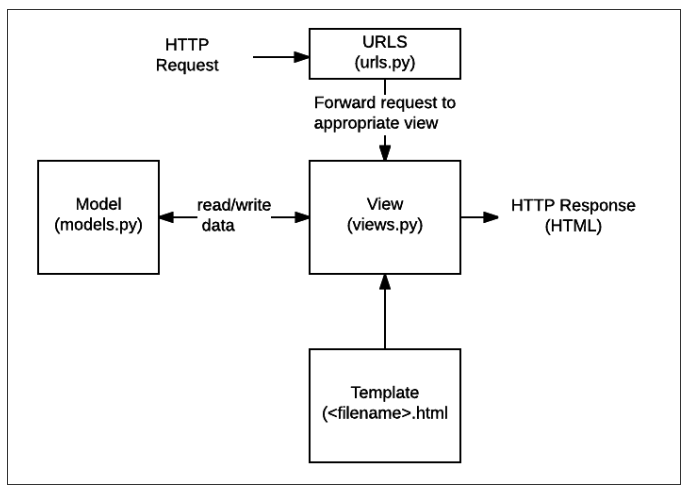 HTTP
Request
URLS
(urls.py)
Forward request to
appropriate view
Model
(models.py)
read/write
data
View
(views.py)
HTTP Response
(HTML)
Template
(<filename>.html